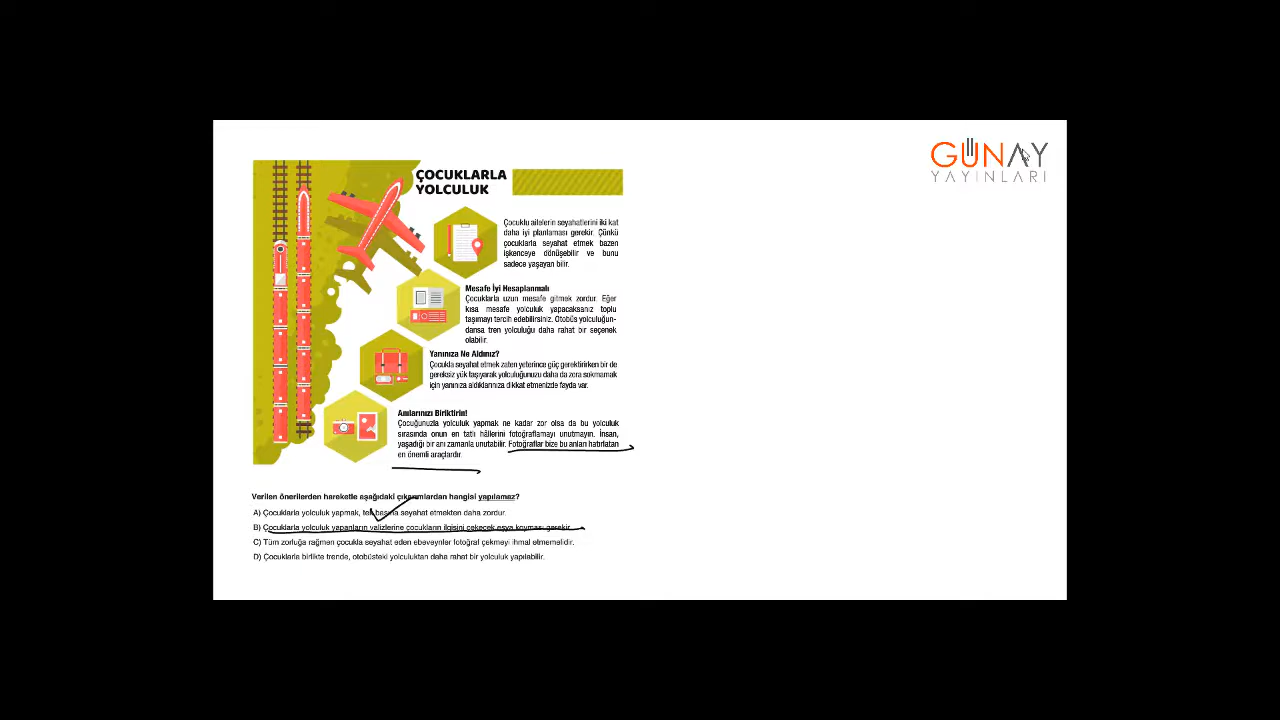 GÜNAY
YAYINLARI
ÇOCUKLARLA
YOLCULUK
Çocuklu ailelerin seyahatlerini iki kat
daha iyi planlaması gerekir. Çünkü
çocuklarla seyahat etmek bazen
işkenceye dönüşebilir ve bunu
sadece yaşayan bilir.
Mesafe İyi Hesaplanmalı
Çocuklarla uzun mesafe gitmek zordur. Eğer
kısa mesafe yolculuk yapacaksanız toplu
taşımayı tercih edebilirsiniz. Otobüs yolculuğun-
dansa tren yolculuğu daha rahat bir seçenek
olabilir.
Yanınıza Ne Aldınız?
Çocukla seyahat etmek zaten yeterince güç gerektirirken bir de
gereksiz yük taşıyarak yolculuğunuzu daha da zora sokmamak
için yanınıza aldıklarınıza dikkat etmenizde fayda var.
Anılarınızı Biriktirin!
Çocuğunuzla yolculuk yapmak ne kadar zor olsa da bu yolculuk
sırasında onun en tatlı hâllerini fotoğraflamayı unutmayın. İnsan,
yaşadığı bir anı zamanla unutabilir. Fotoğraflar bize bu anları hatırlatan
en önemli araçlardır.
Verilen önerilerden hareketle aşağıdaki çıkarımlardan hangisi yapılamaz?
A) Çocuklarla yolculuk yapmak, tek başına seyahat etmekten daha zordur.
B) Çocuklarla yolculuk yapanların valizlerine çocukların ilgisini çekecek eşya koyması gerekir.
C) Tüm zorluğa rağmen çocukla seyahat eden ebeveynler fotoğraf çekmeyi ihmal etmemelidir.
D) Çocuklarla birlikte trende, otobüsteki yolculuktan daha rahat bir yolculuk yapılabilir.